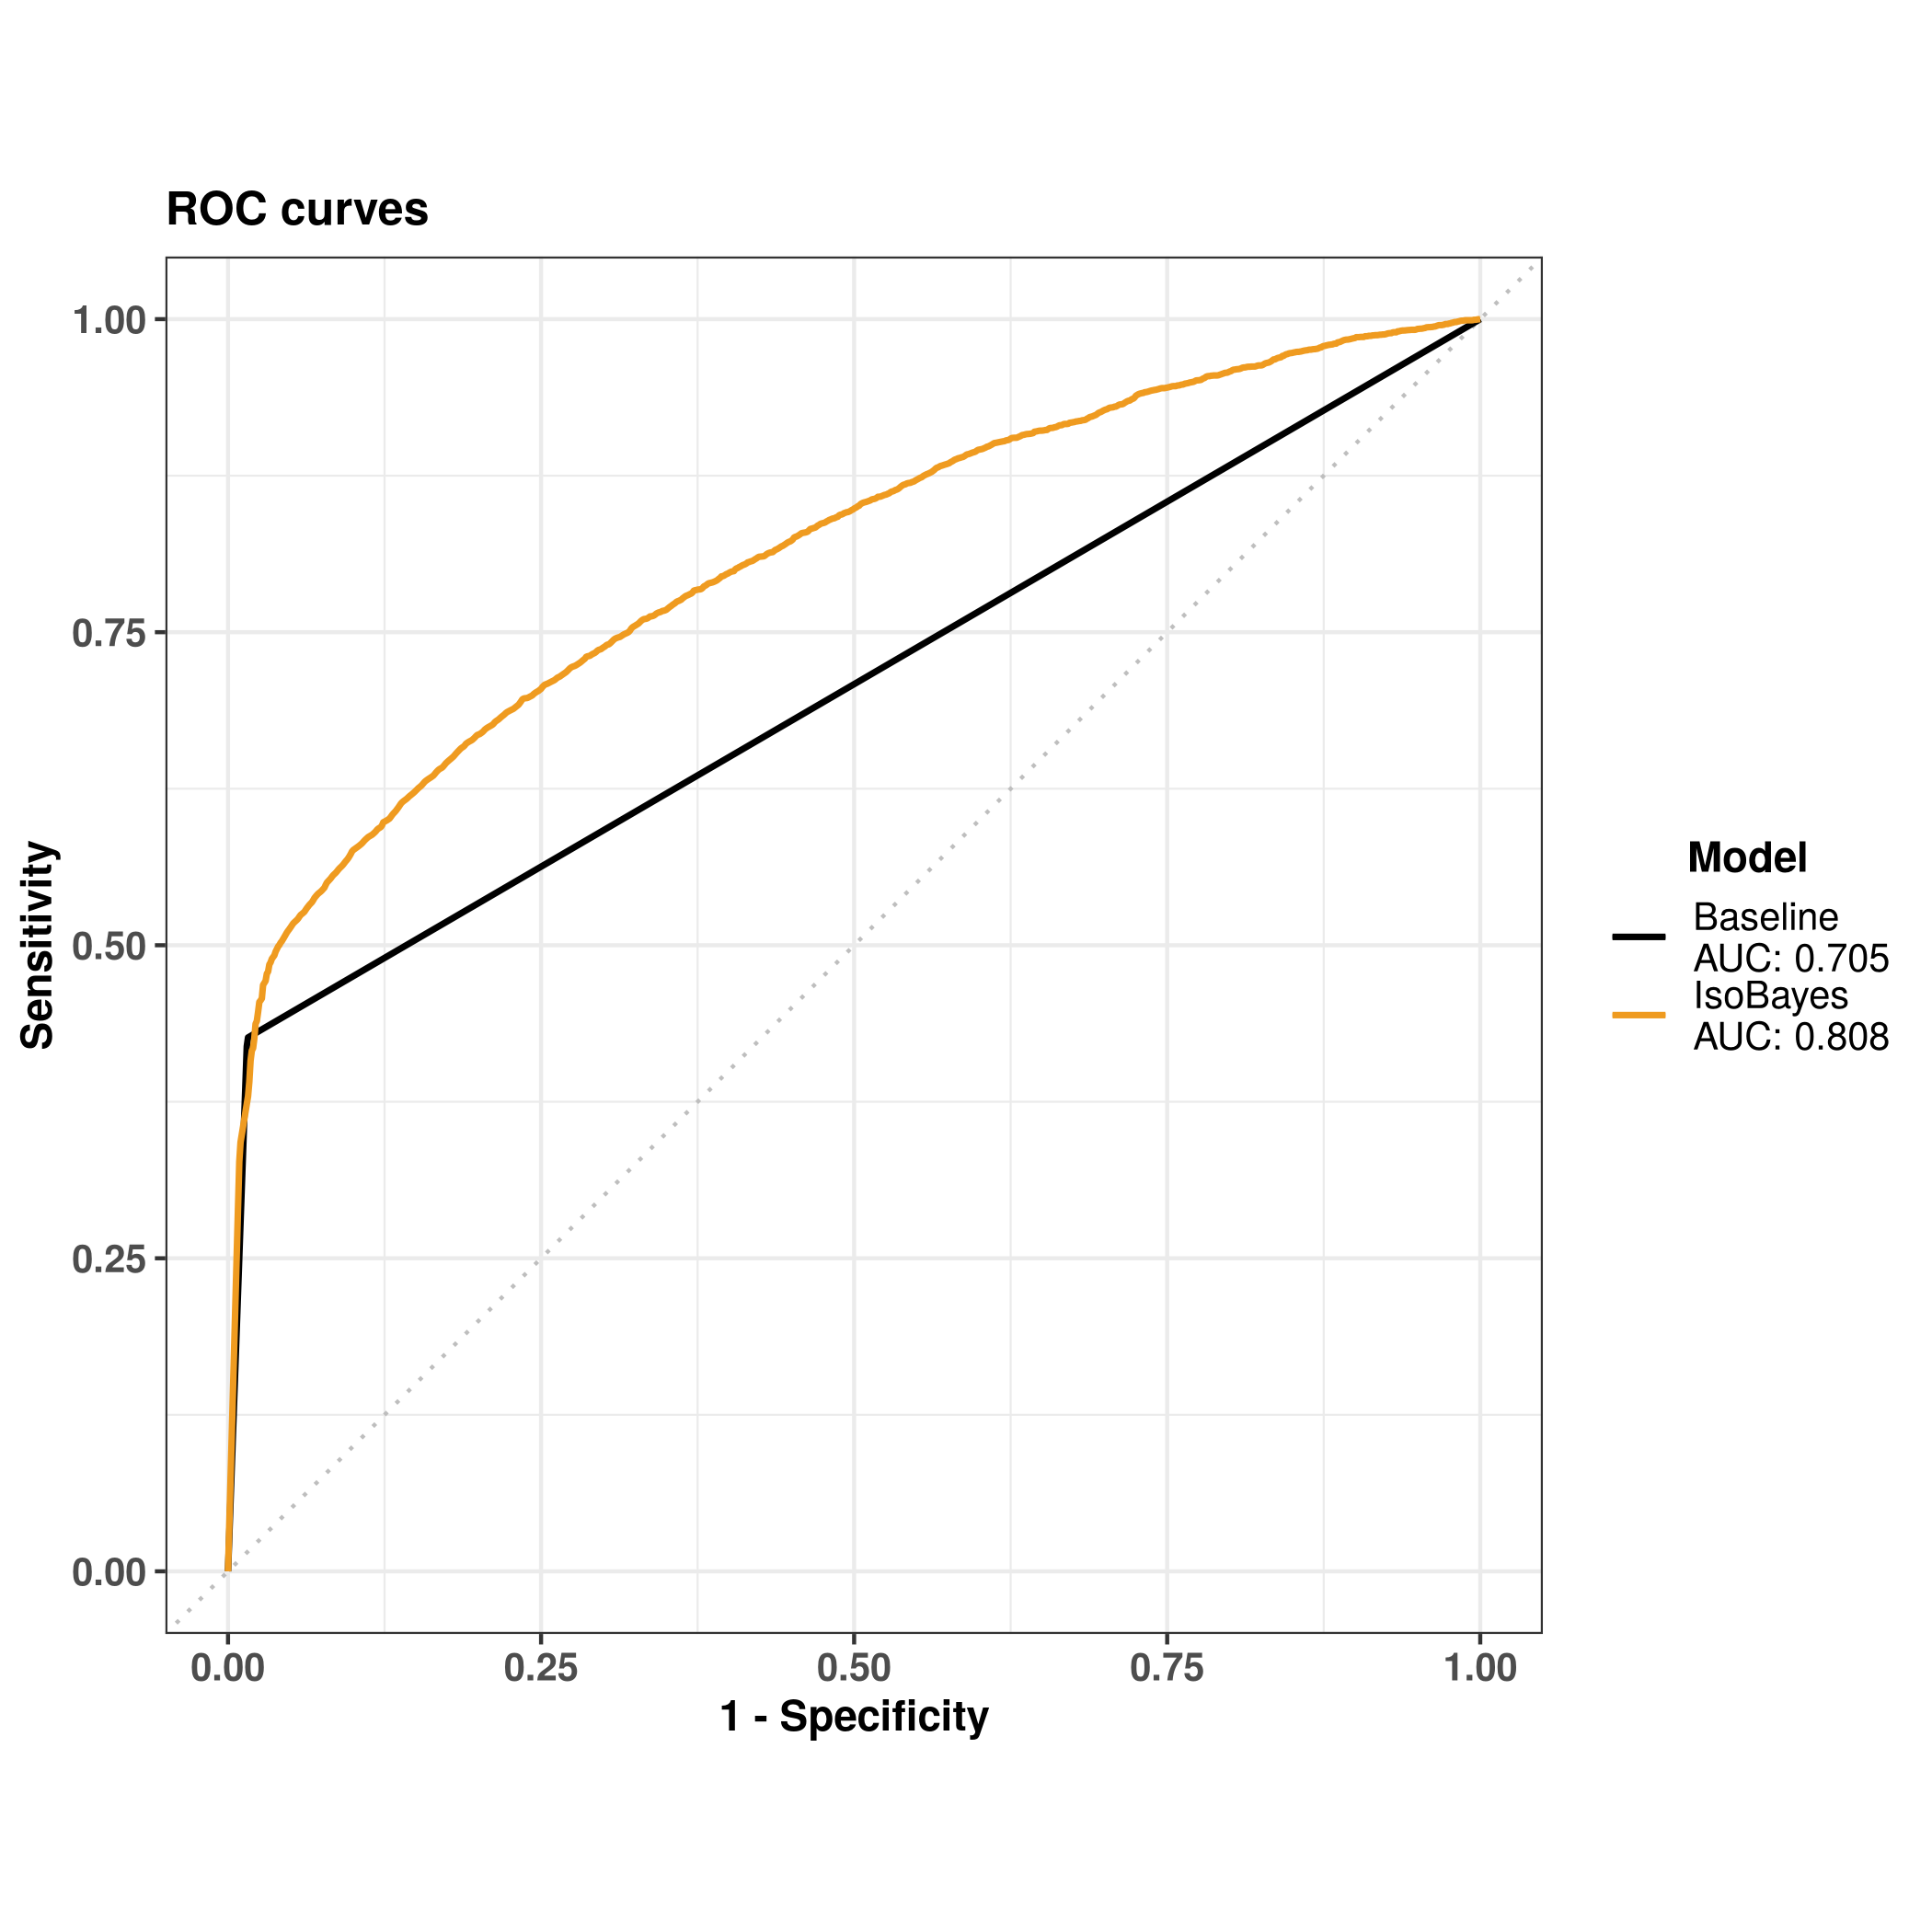 ROC curves
1.00
0.75
0.50
0.25
0.00
Sensitivity
0.00 0.25 0.50 0.75 1.00
1 - Specificity
Model
Baseline
AUC: 0.705
IsoBayes
AUC: 0.808